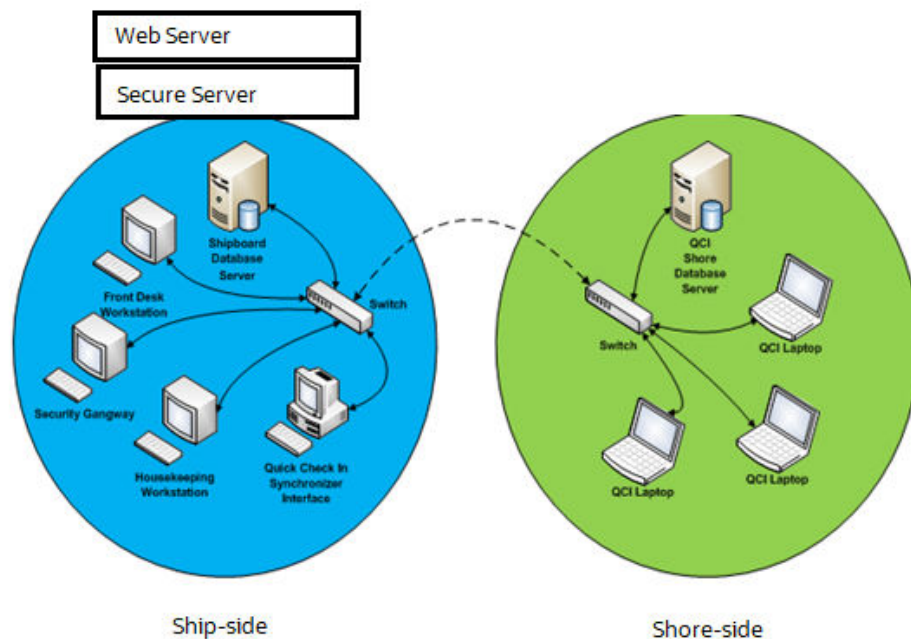 Web Server
Secure Server
Shipboard
Database
Server
Front Desk
Workstation
Switch
Security Gangway
Housekeeping
Workstation
Quick Check In
Synchronizer
Interface
QCI
Shore
Database
Server
Switch
QCI Laptop
QCI Laptop
QCI Laptop
Ship-side
Shore-side